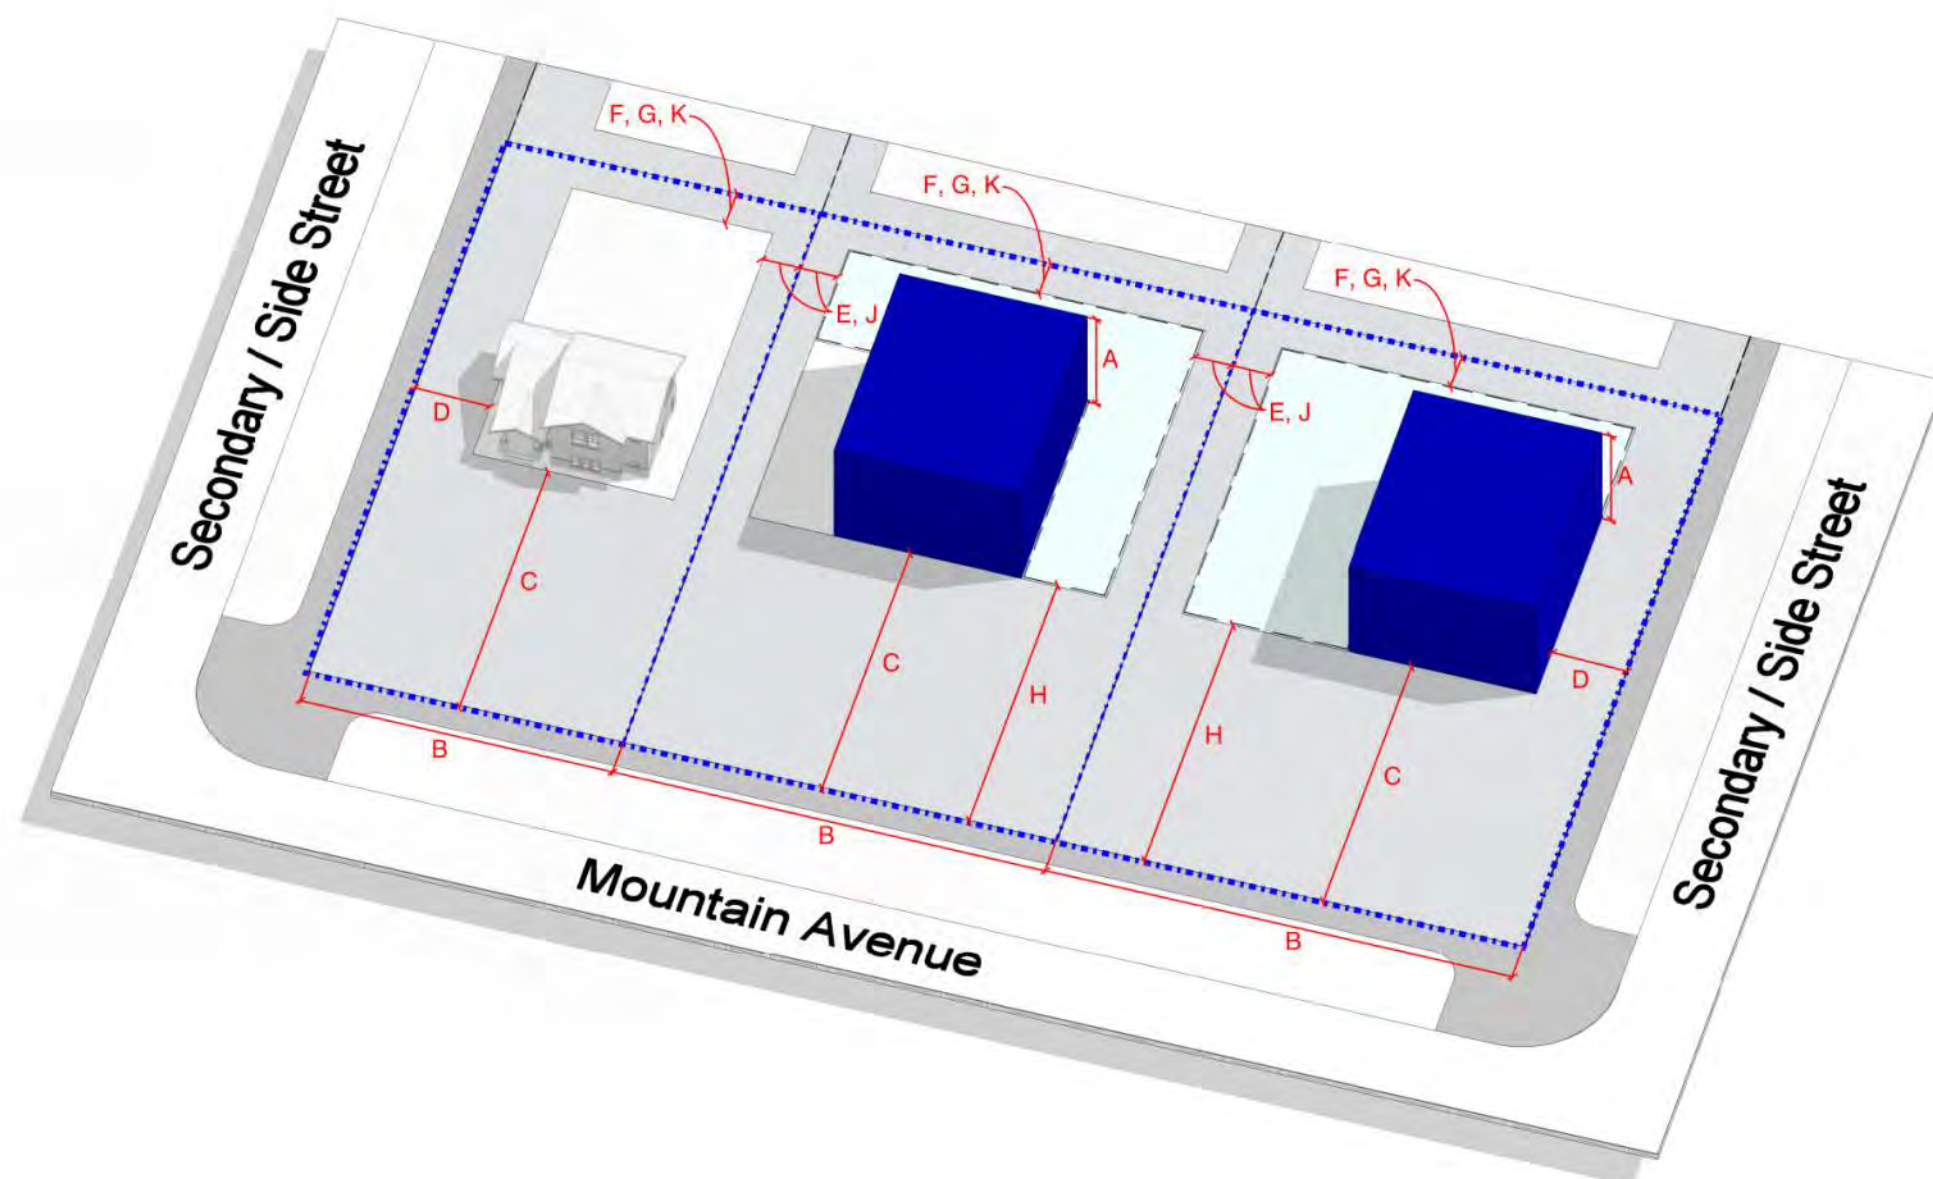 Secondary / Side Street
F, G, K
F, G, K
F, G, K
E, J
A
E, J
A
D
C
C
H
D
H
C
B
B
B
Mountain Avenue
Secondary / Side Street